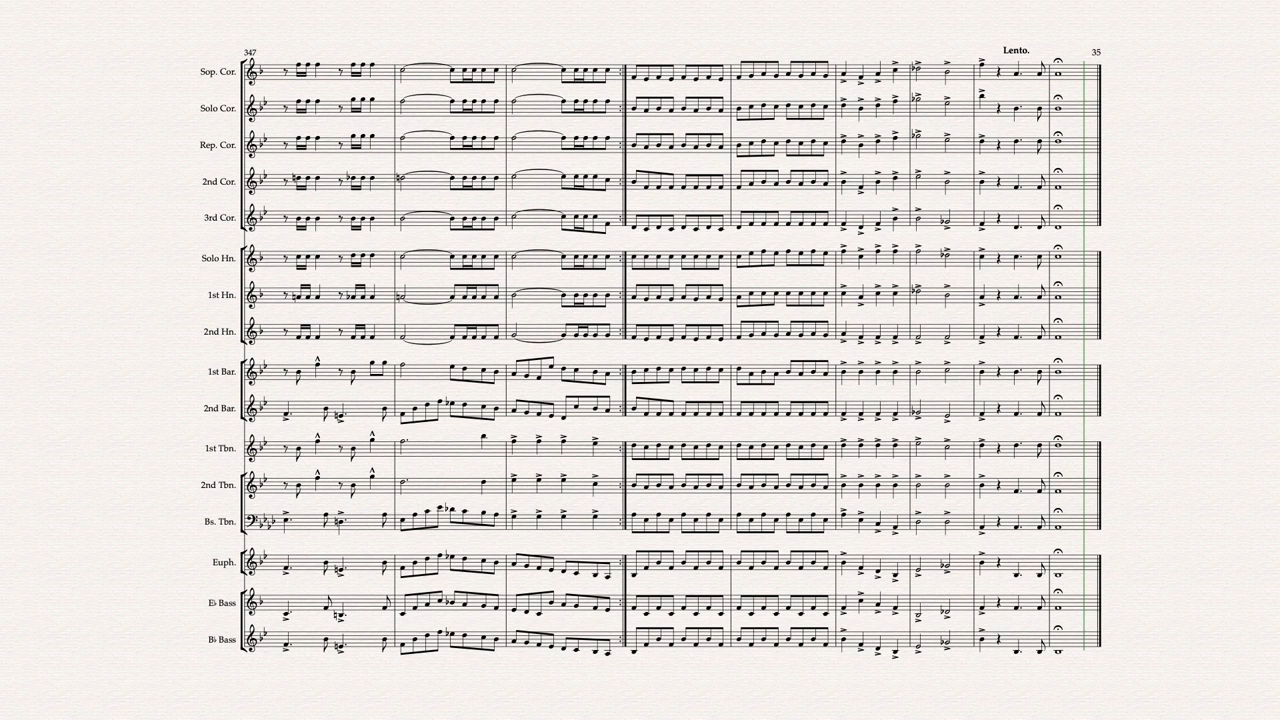 347 Lento. 35
Sop. Cor.
Solo Cor.
Rep. Cor.
2nd Cor.
3rd Cor.
Solo Hn.
1st Hn.
2nd Hn.
1st Bar.
2nd Bar.
1st Tbn.
2nd Tbn.
Bs. Tbn.
Euph.
E♭ Bass
B♭ Bass